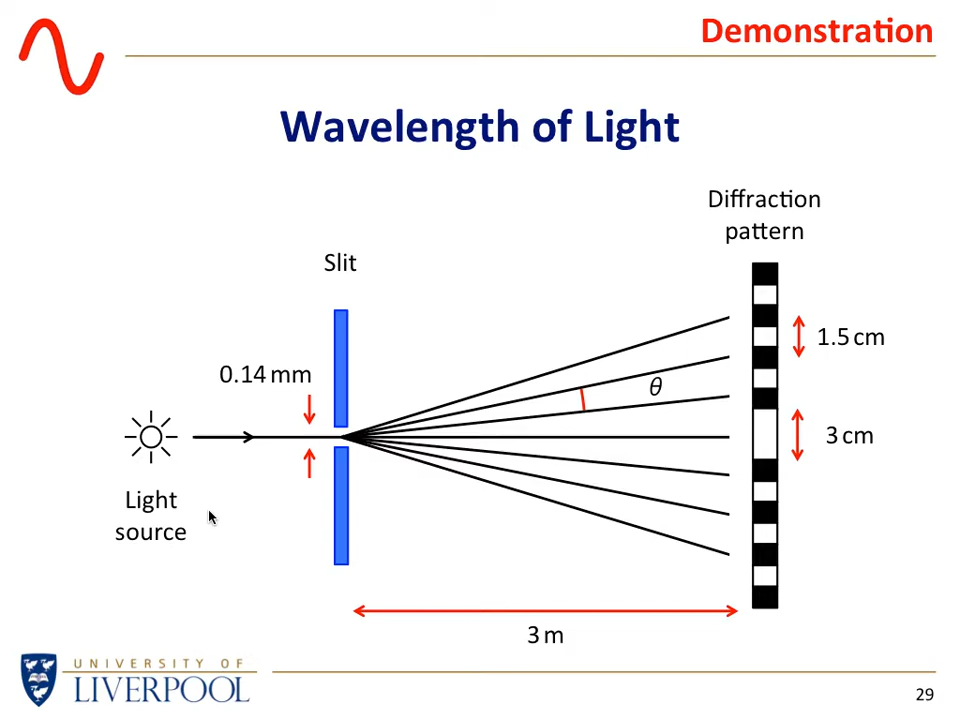 Demonstration
Wavelength of Light
Diffraction
pattern
Slit
1.5 cm
0.14 mm
θ
3 cm
Light
source
3 m
UNIVERSITY OF
LIVERPOOL
29